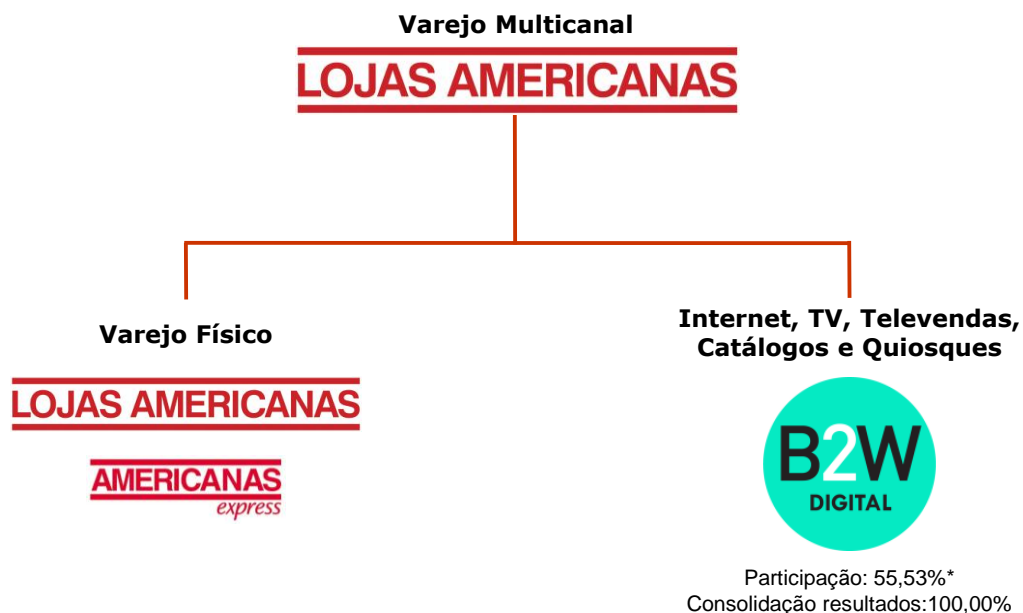 Varejo Multicanal
LOJAS AMERICANAS
Varejo Físico
LOJAS AMERICANAS
AMERICANAS
express
Internet, TV, Televendas,
Catálogos e Quiosques
B2W
DIGITAL
Participação: 55,53%*
Consolidação resultados:100,00%